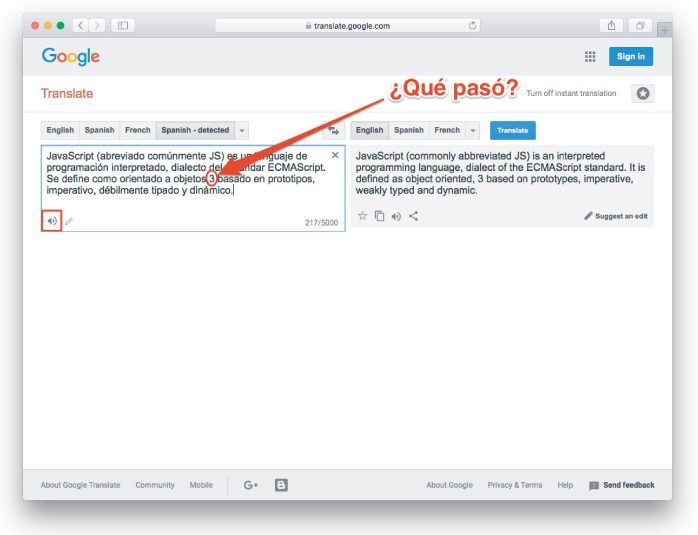 translate.google.com
Google
Sign in
¿Qué pasó?
Translate
Turn off instant translation
English Spanish French Spanish - detected
English Spanish French Translate
JavaScript (abreviado comúnmente JS) es un lenguaje de
programación interpretado, dialecto del estándar ECMAScript.
Se define como orientado a objetos,3 basado en prototipos,
imperativo, débilmente tipado y dinámico.
217/5000
JavaScript (commonly abbreviated JS) is an interpreted
programming language, dialect of the ECMAScript standard. It is
defined as object oriented, 3 based on prototypes, imperative,
weakly typed and dynamic.
Suggest an edit
About Google Translate Community Mobile G+ B About Google Privacy & Terms Help Send feedback